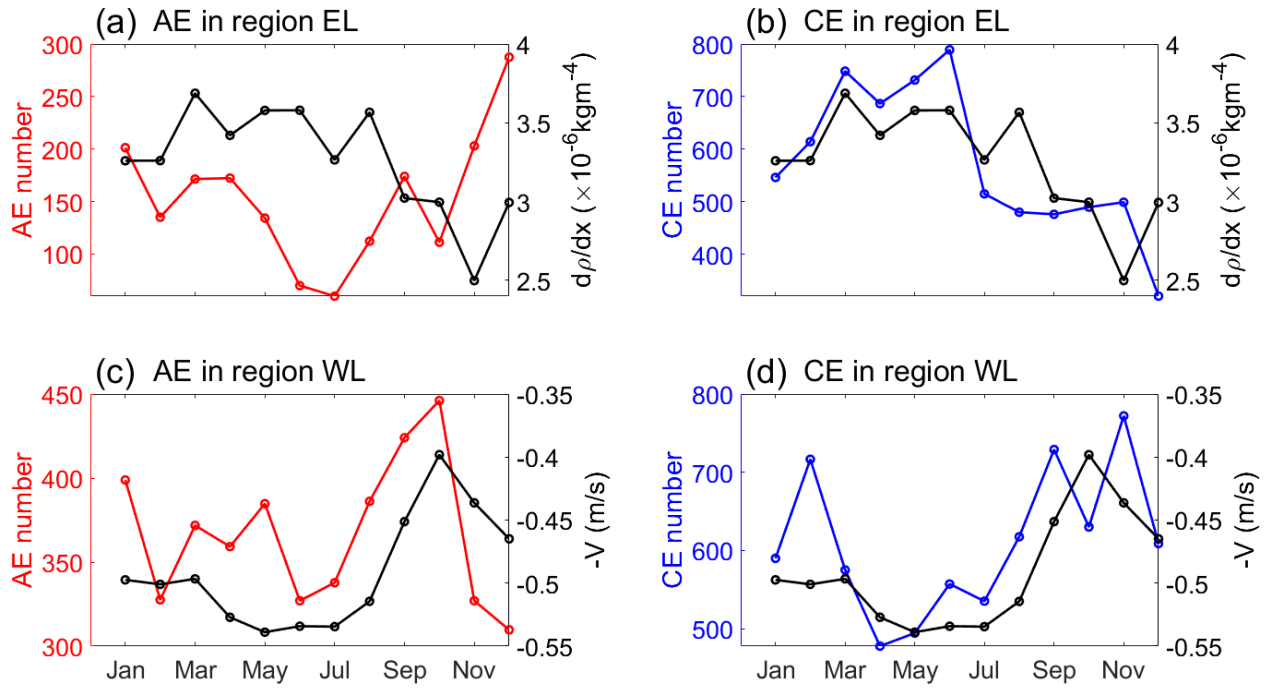 (a) AE in region EL
300
250
200
150
100
AE number
4
3.5
3
2.5
dρ/dx (×10⁻⁶kgm⁻⁴)
(b) CE in region EL
800
700
600
500
400
CE number
4
3.5
3
2.5
dρ/dx (×10⁻⁶kgm⁻⁴)
(c) AE in region WL
450
400
350
300
AE number
-0.35
-0.4
-0.45
-0.5
-0.55
-V (m/s)
Jan Mar May Jul Sep Nov
(d) CE in region WL
800
700
600
500
CE number
-0.35
-0.4
-0.45
-0.5
-0.55
-V (m/s)
Jan Mar May Jul Sep Nov